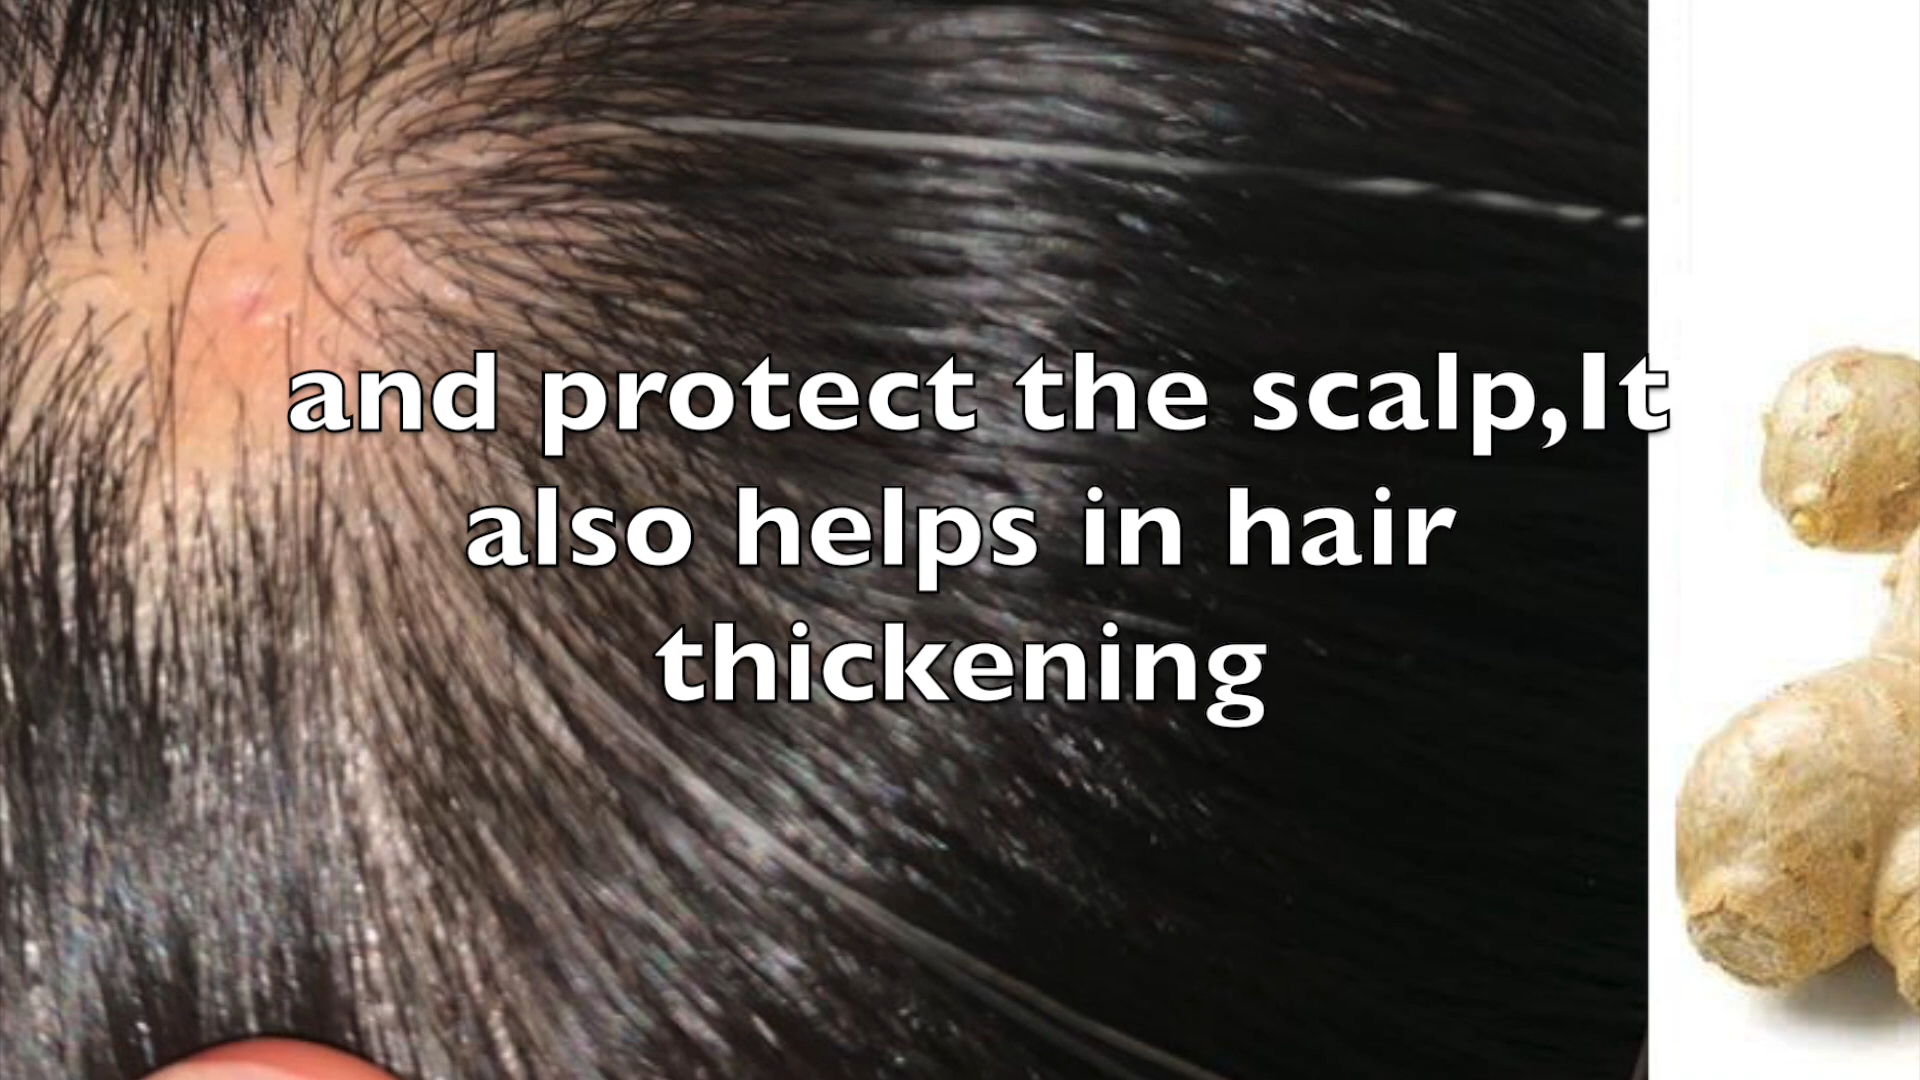 and protect the scalp,It
also helps in hair
thickening